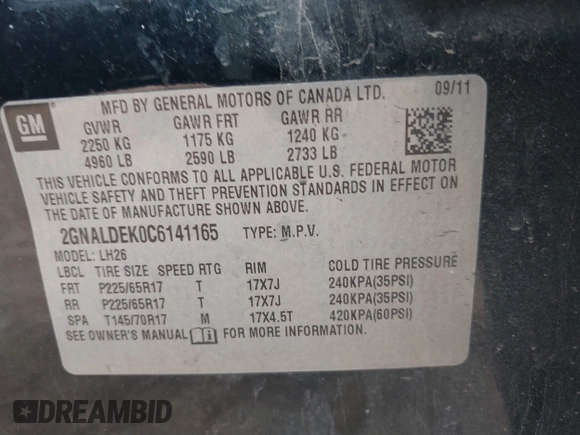 GM
MFD BY GENERAL MOTORS OF CANADA LTD. 09/11
GVWR GAWR FRT GAWR RR
2250 KG 1175 KG 1240 KG
4960 LB 2590 LB 2733 LB
THIS VEHICLE CONFORMS TO ALL APPLICABLE U.S. FEDERAL MOTOR
VEHICLE SAFETY AND THEFT PREVENTION STANDARDS IN EFFECT ON
THE DATE OF MANUFACTURE SHOWN ABOVE.
2GNALDEK0C6141165 TYPE: M.P.V.
MODEL: LH26
LBCL TIRE SIZE SPEED RTG RIM COLD TIRE PRESSURE
FRT P225/65R17 T 17X7J 240KPA(35PSI)
RR P225/65R17 T 17X7J 240KPA(35PSI)
SPA T145/70R17 M 17X4.5T 420KPA(60PSI)
SEE OWNER'S MANUAL FOR MORE INFORMATION.
DREAMBID